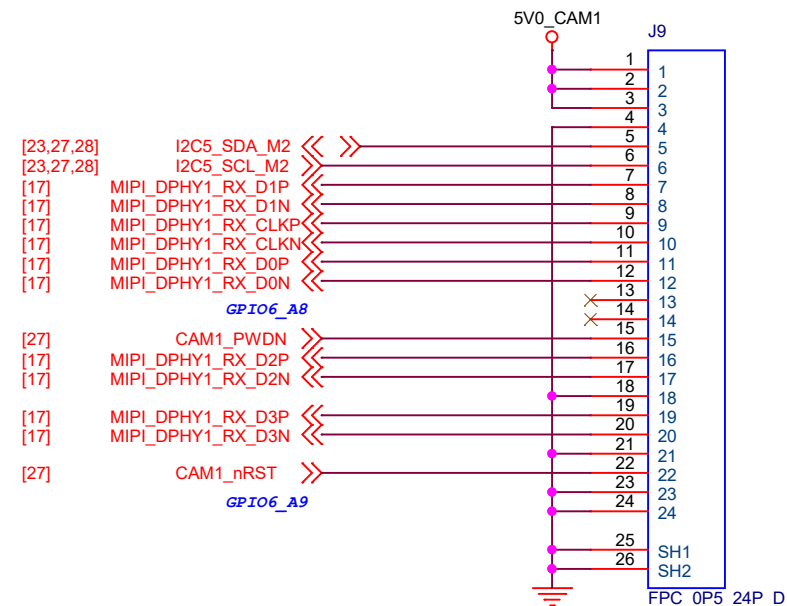 5V0_CAM1
J9
1 1
2 2
3 3
4 4
[23,27,28] I2C5_SDA_M2 5 5
[23,27,28] I2C5_SCL_M2 6 6
[17] MIPI_DPHY1_RX_D1P 7 7
[17] MIPI_DPHY1_RX_D1N 8 8
[17] MIPI_DPHY1_RX_CLKP 9 9
[17] MIPI_DPHY1_RX_CLKN 10 10
[17] MIPI_DPHY1_RX_D0P 11 11
[17] MIPI_DPHY1_RX_D0N 12 12
GPIO6_A8 13 13
14 14
[27] CAM1_PWDN 15 15
[17] MIPI_DPHY1_RX_D2P 16 16
[17] MIPI_DPHY1_RX_D2N 17 17
18 18
[17] MIPI_DPHY1_RX_D3P 19 19
[17] MIPI_DPHY1_RX_D3N 20 20
21 21
[27] CAM1_nRST 22 22
GPIO6_A9 23 23
24 24
25 SH1
26 SH2
FPC_0P5_24P_D